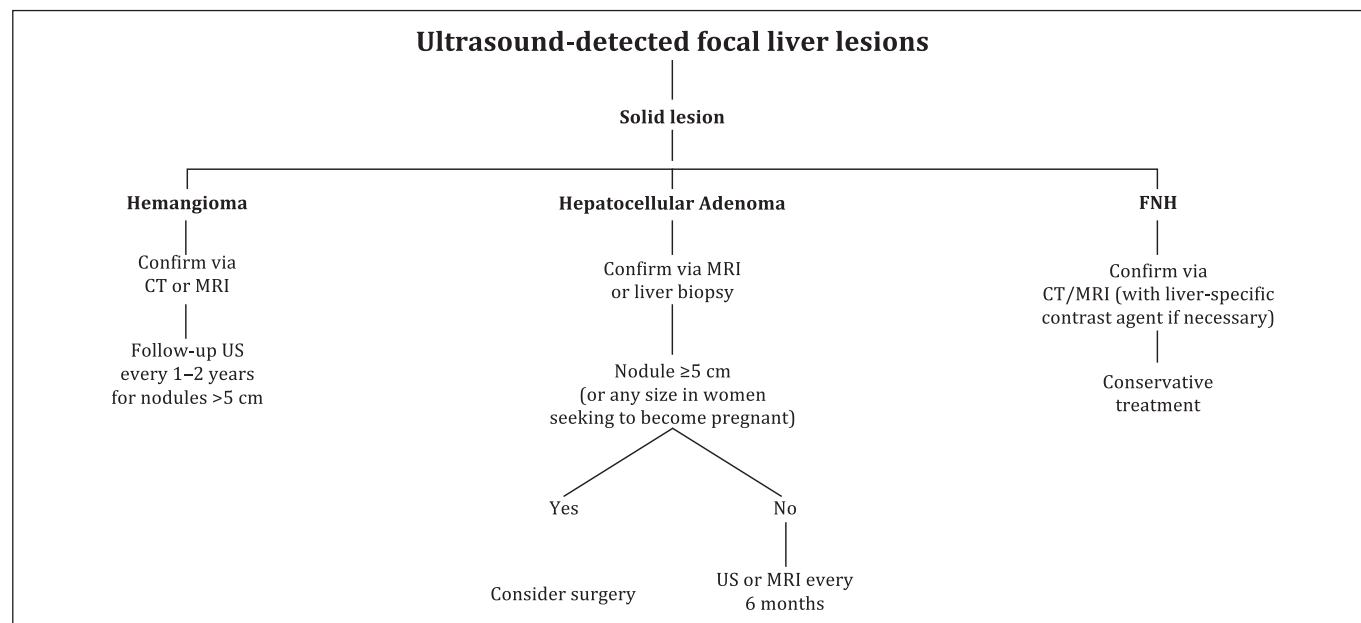 Ultrasound-detected focal liver lesions
Solid lesion
Hemangioma
Confirm via
CT or MRI
Follow-up US
every 1–2 years
for nodules >5 cm
Hepatocellular Adenoma
Confirm via MRI
or liver biopsy
Nodule ≥5 cm
(or any size in women
seeking to become pregnant)
Yes
Consider surgery
No
US or MRI every
6 months
FNH
Confirm via
CT/MRI (with liver-specific
contrast agent if necessary)
Conservative
treatment